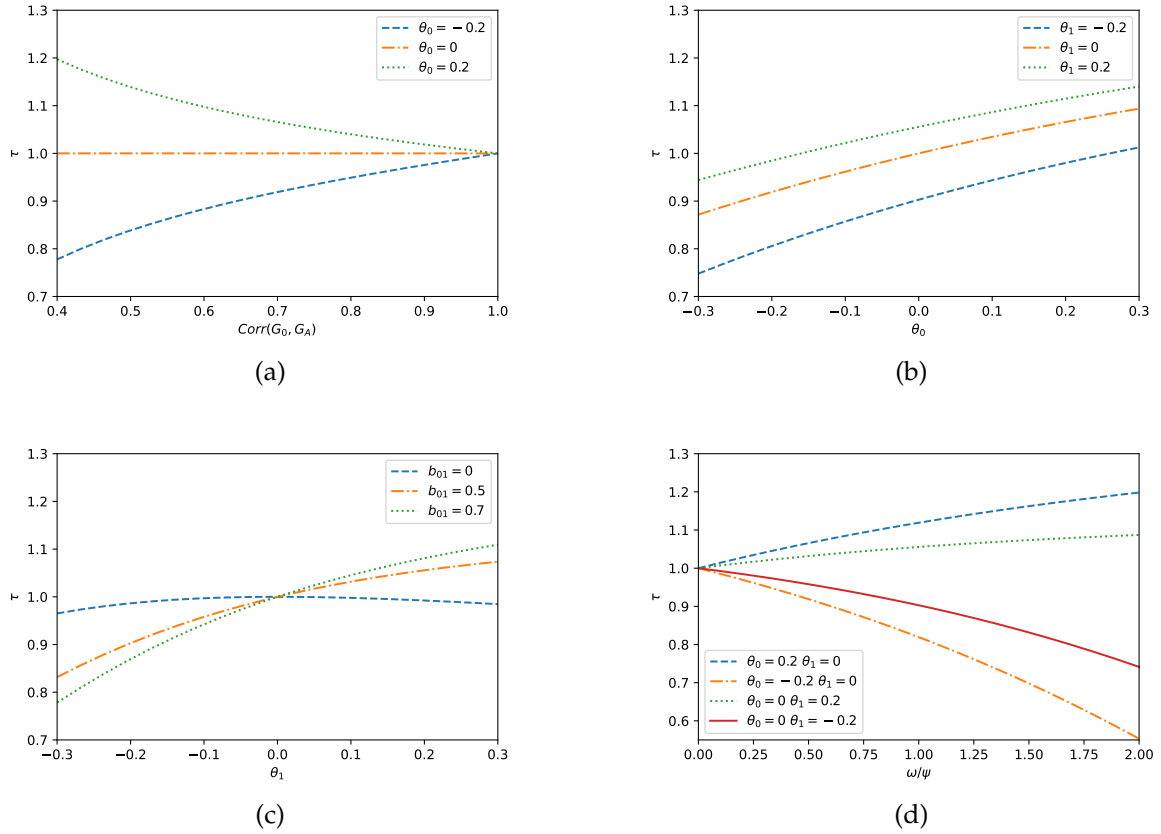 1.3
1.2
1.1
1.0
0.9
0.8
0.7
τ
θ₀ = −0.2
θ₀ = 0
θ₀ = 0.2
0.4 0.5 0.6 0.7 0.8 0.9 1.0
Corr(G₀, G_A)
(a)
1.3
1.2
1.1
1.0
0.9
0.8
0.7
τ
θ₁ = −0.2
θ₁ = 0
θ₁ = 0.2
−0.3 −0.2 −0.1 0.0 0.1 0.2 0.3
θ₀
(b)
1.3
1.2
1.1
1.0
0.9
0.8
0.7
τ
b₀₁ = 0
b₀₁ = 0.5
b₀₁ = 0.7
−0.3 −0.2 −0.1 0.0 0.1 0.2 0.3
θ₁
(c)
1.3
1.2
1.1
1.0
0.9
0.8
0.7
0.6
τ
θ₀ = 0.2 θ₁ = 0
θ₀ = −0.2 θ₁ = 0
θ₀ = 0 θ₁ = 0.2
θ₀ = 0 θ₁ = −0.2
0.00 0.25 0.50 0.75 1.00 1.25 1.50 1.75 2.00
ω/ψ
(d)